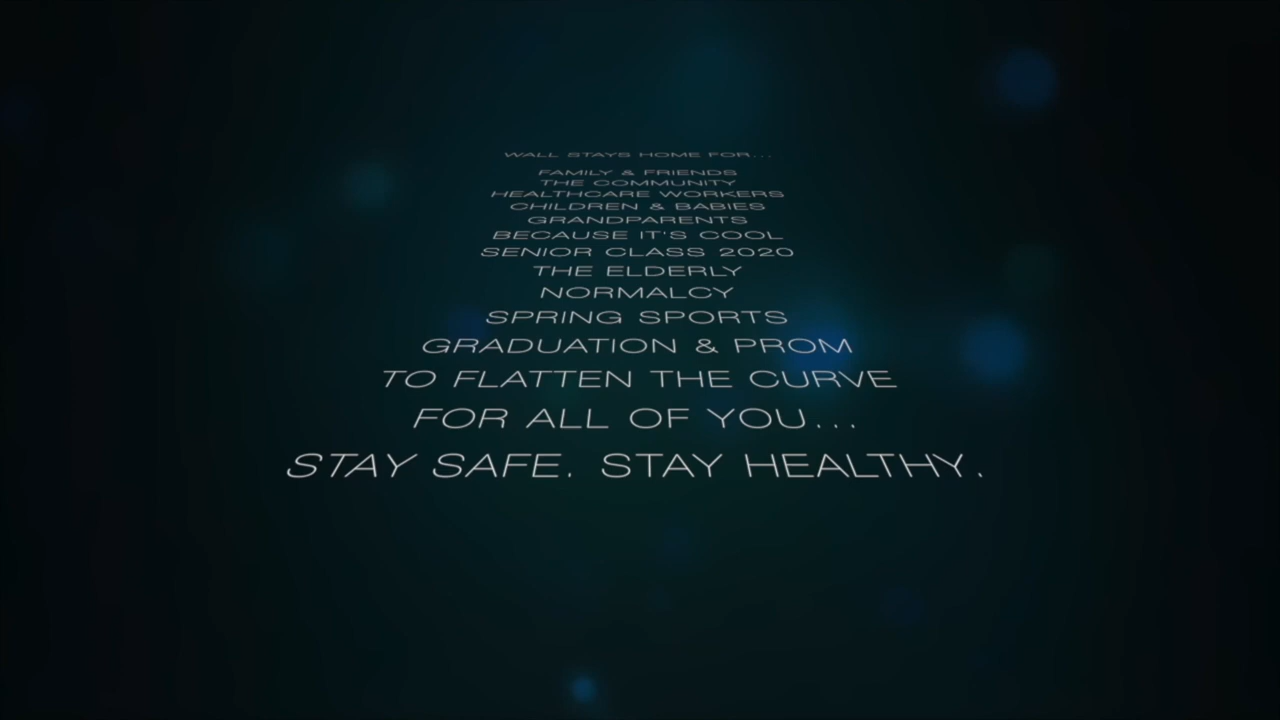 WALL STAYS HOME FOR...
FAMILY & FRIENDS
THE COMMUNITY
HEALTHCARE WORKERS
CHILDREN & BABIES
GRANDPARENTS
BECAUSE IT'S COOL
SENIOR CLASS 2020
THE ELDERLY
NORMALCY
SPRING SPORTS
GRADUATION & PROM
TO FLATTEN THE CURVE
FOR ALL OF YOU...
STAY SAFE. STAY HEALTHY.